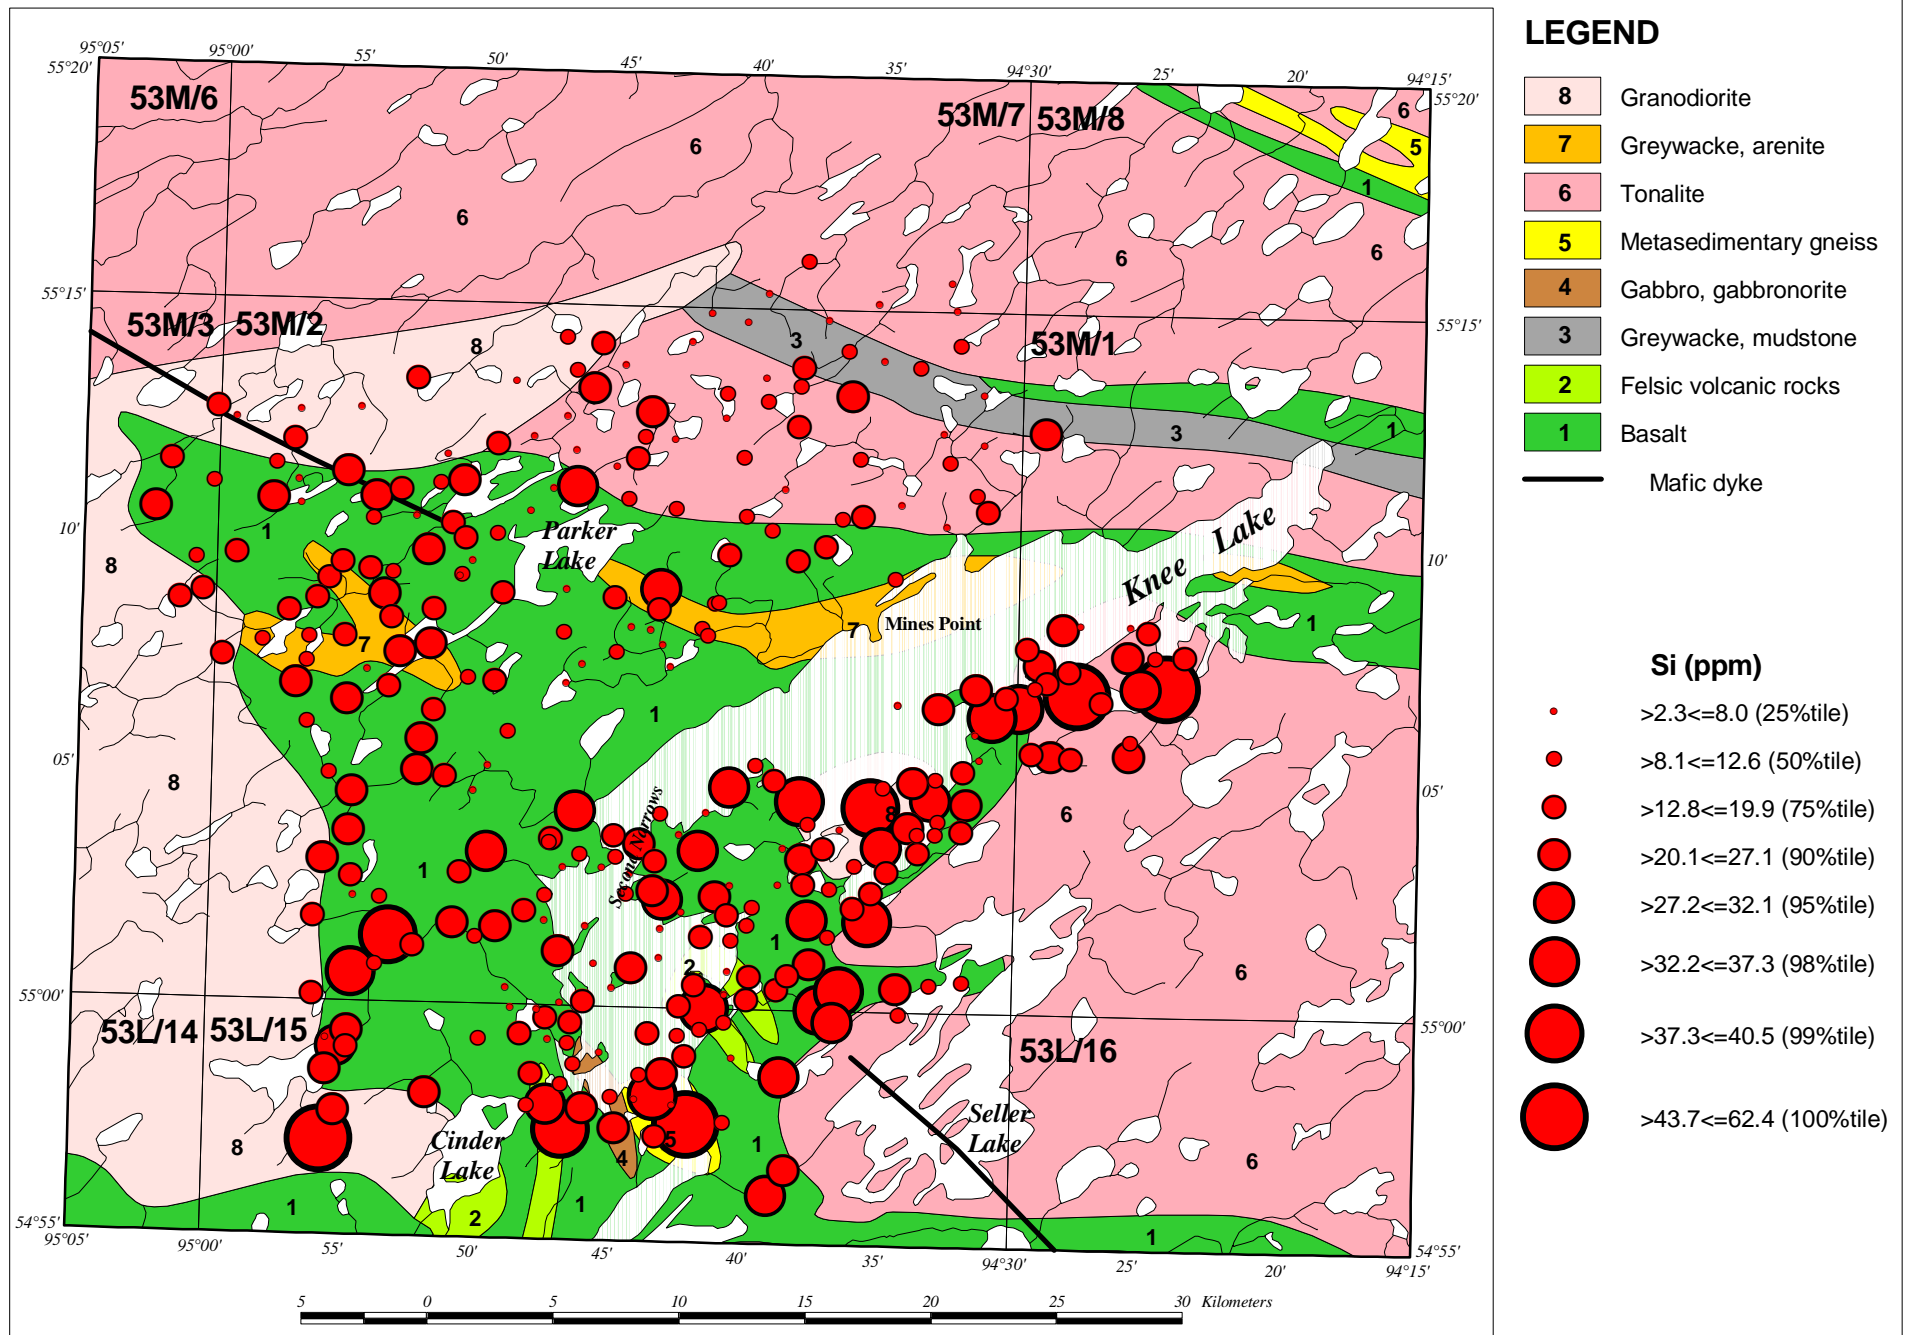 95°05' 95°00' 55' 50' 45' 40' 35' 94°30' 25' 20' 94°15'
55°20' 55°20'
53M/6 53M/7 53M/8
6 6 5
6 1
6 6 6
55°15' 55°15'
53M/3 53M/2 53M/1
8 3
3 1
10' 10'
1 Parker
Lake
Knee Lake
8
7 7 Mines Point 1
1
05' 05'
8 6
8
Second Narrows
1
1
2 6
55°00' 55°00'
53L/14 53L/15 53L/16
Cinder
Lake
Seller
Lake
8 5 1
4 6
1 2 1 1
54°55' 54°55'
95°05' 95°00' 55' 50' 45' 40' 35' 94°30' 25' 20' 94°15'
5 0 5 10 15 20 25 30 Kilometers
LEGEND
8 Granodiorite
7 Greywacke, arenite
6 Tonalite
5 Metasedimentary gneiss
4 Gabbro, gabbronorite
3 Greywacke, mudstone
2 Felsic volcanic rocks
1 Basalt
Mafic dyke
Si (ppm)
>2.3<=8.0 (25%tile)
>8.1<=12.6 (50%tile)
>12.8<=19.9 (75%tile)
>20.1<=27.1 (90%tile)
>27.2<=32.1 (95%tile)
>32.2<=37.3 (98%tile)
>37.3<=40.5 (99%tile)
>43.7<=62.4 (100%tile)